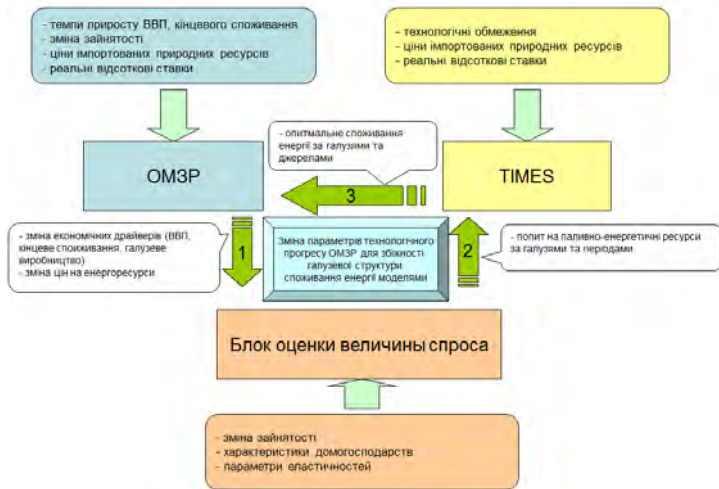 - темпи приросту ВВП, кінцевого споживання
- зміна зайнятості
- ціни імпортованих природних ресурсів
- реальні відсоткові ставки
- технологічні обмеження
- ціни імпортованих природних ресурсів
- реальні відсоткові ставки
ОМЗР
- опитмальне споживання
енергії за галузями та
джерелами
TIMES
3
- зміна економічних драйверів (ВВП,
кінцеве споиживання, галузеве
виробництво)
- зміна цін на енергоресурси
1
Зміна параметрів технологічного
прогресу ОМЗР для збіжності
галузевої структури
споживання енергії моделями
2
- попит на паливно-енергетичні ресурси
за галузями та періодами
Блок оценки величины спроса
- зміна зайнятості
- характеристики домогосподарств
- параметри еластичностей